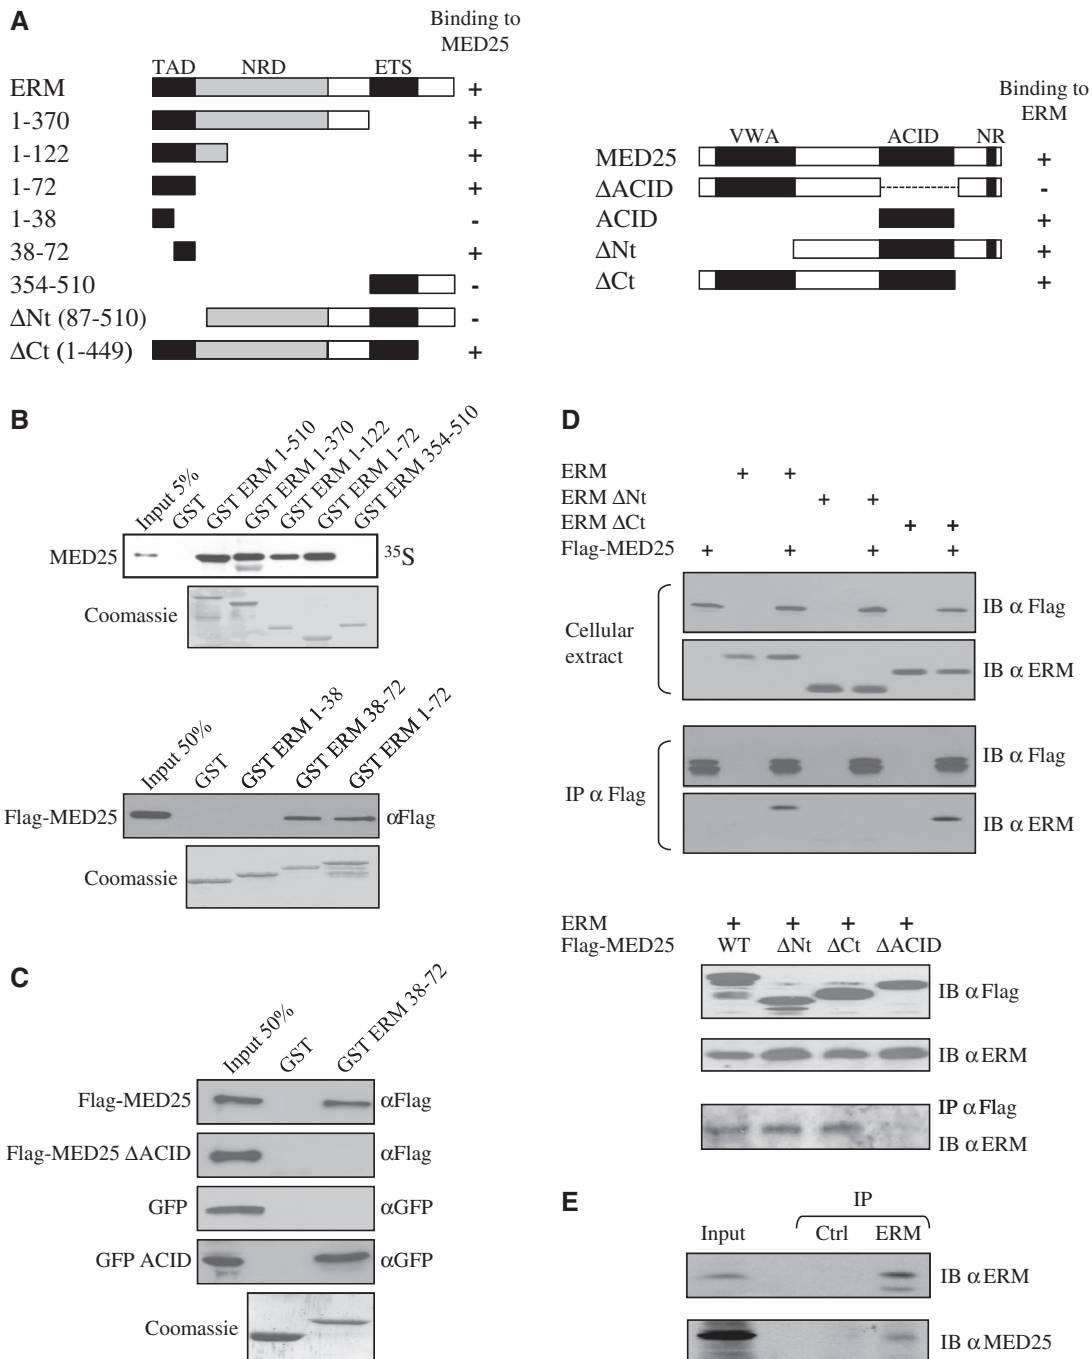 A
Binding to
MED25
TAD NRD ETS
ERM +
1-370 +
1-122 +
1-72 +
1-38 -
38-72 +
354-510 -
ΔNt (87-510) -
ΔCt (1-449) +
Binding to
ERM
VWA ACID NR
MED25 +
ΔACID -
ACID +
ΔNt +
ΔCt +
B
Input 5% GST GST ERM 1-510 GST ERM 1-370 GST ERM 1-122 GST ERM 1-72 GST ERM 354-510
MED25 35S
Coomassie
Input 50% GST GST ERM 1-38 GST ERM 38-72 GST ERM 1-72
Flag-MED25 αFlag
Coomassie
C
Input 50% GST GST ERM 38-72
Flag-MED25 αFlag
Flag-MED25 ΔACID αFlag
GFP αGFP
GFP ACID αGFP
Coomassie
D
ERM + +
ERM ΔNt + +
ERM ΔCt + +
Flag-MED25 + + + +
Cellular
extract
IB α Flag
IB α ERM
IP α Flag
IB α Flag
IB α ERM
ERM + + + +
Flag-MED25 WT ΔNt ΔCt ΔACID
IB α Flag
IB α ERM
IP α Flag
IB α ERM
E
IP
Input Ctrl ERM
IB α ERM
IB α MED25